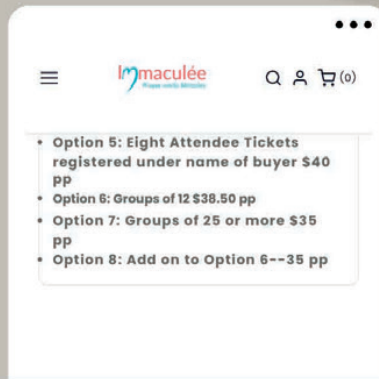 Immaculée
(0)
Option 5: Eight Attendee Tickets
registered under name of buyer $40
pp
Option 6: Groups of 12 $38.50 pp
Option 7: Groups of 25 or more $35
pp
Option 8: Add on to Option 6--35 pp